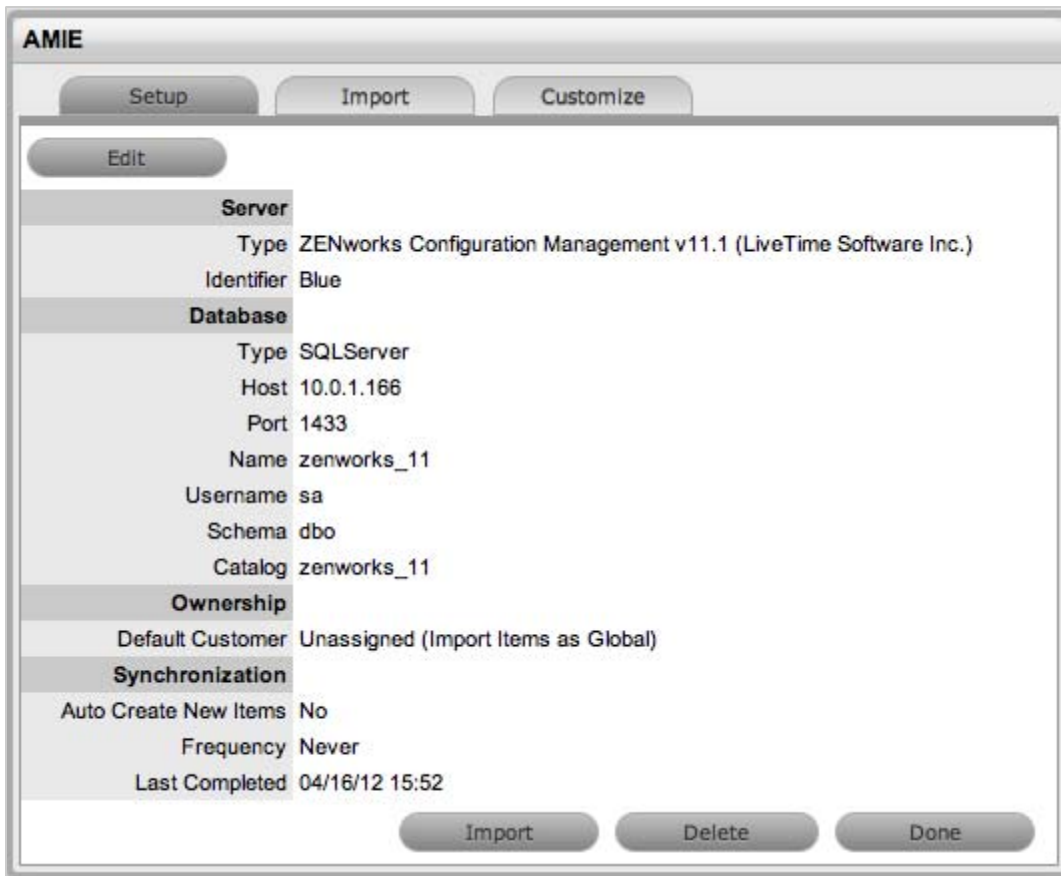 AMIE
Setup Import Customize
Edit
Server
Type ZENworks Configuration Management v11.1 (LiveTime Software Inc.)
Identifier Blue
Database
Type SQLServer
Host 10.0.1.166
Port 1433
Name zenworks_11
Username sa
Schema dbo
Catalog zenworks_11
Ownership
Default Customer Unassigned (Import Items as Global)
Synchronization
Auto Create New Items No
Frequency Never
Last Completed 04/16/12 15:52
Import Delete Done